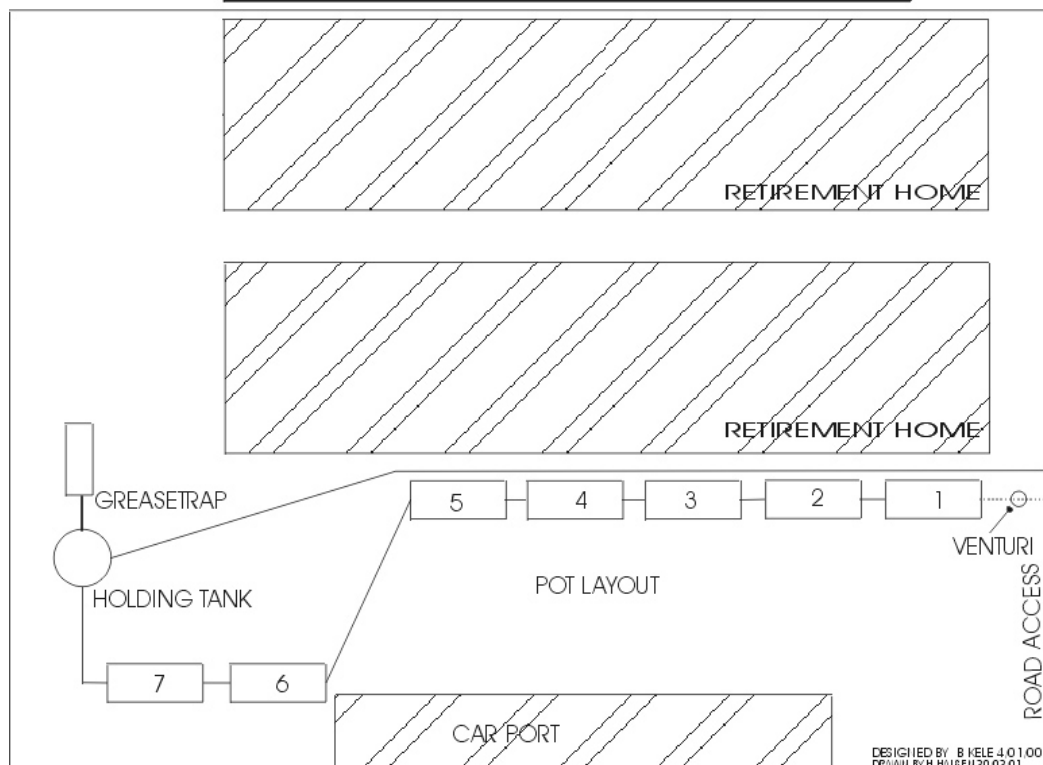 RETIREMENT HOME
RETIREMENT HOME
GREASETRAP
5 4 3 2 1
VENTURI
POT LAYOUT
HOLDING TANK
ROAD ACCESS
7 6
CAR PORT
DESIGNED BY B KELE 4,01,00